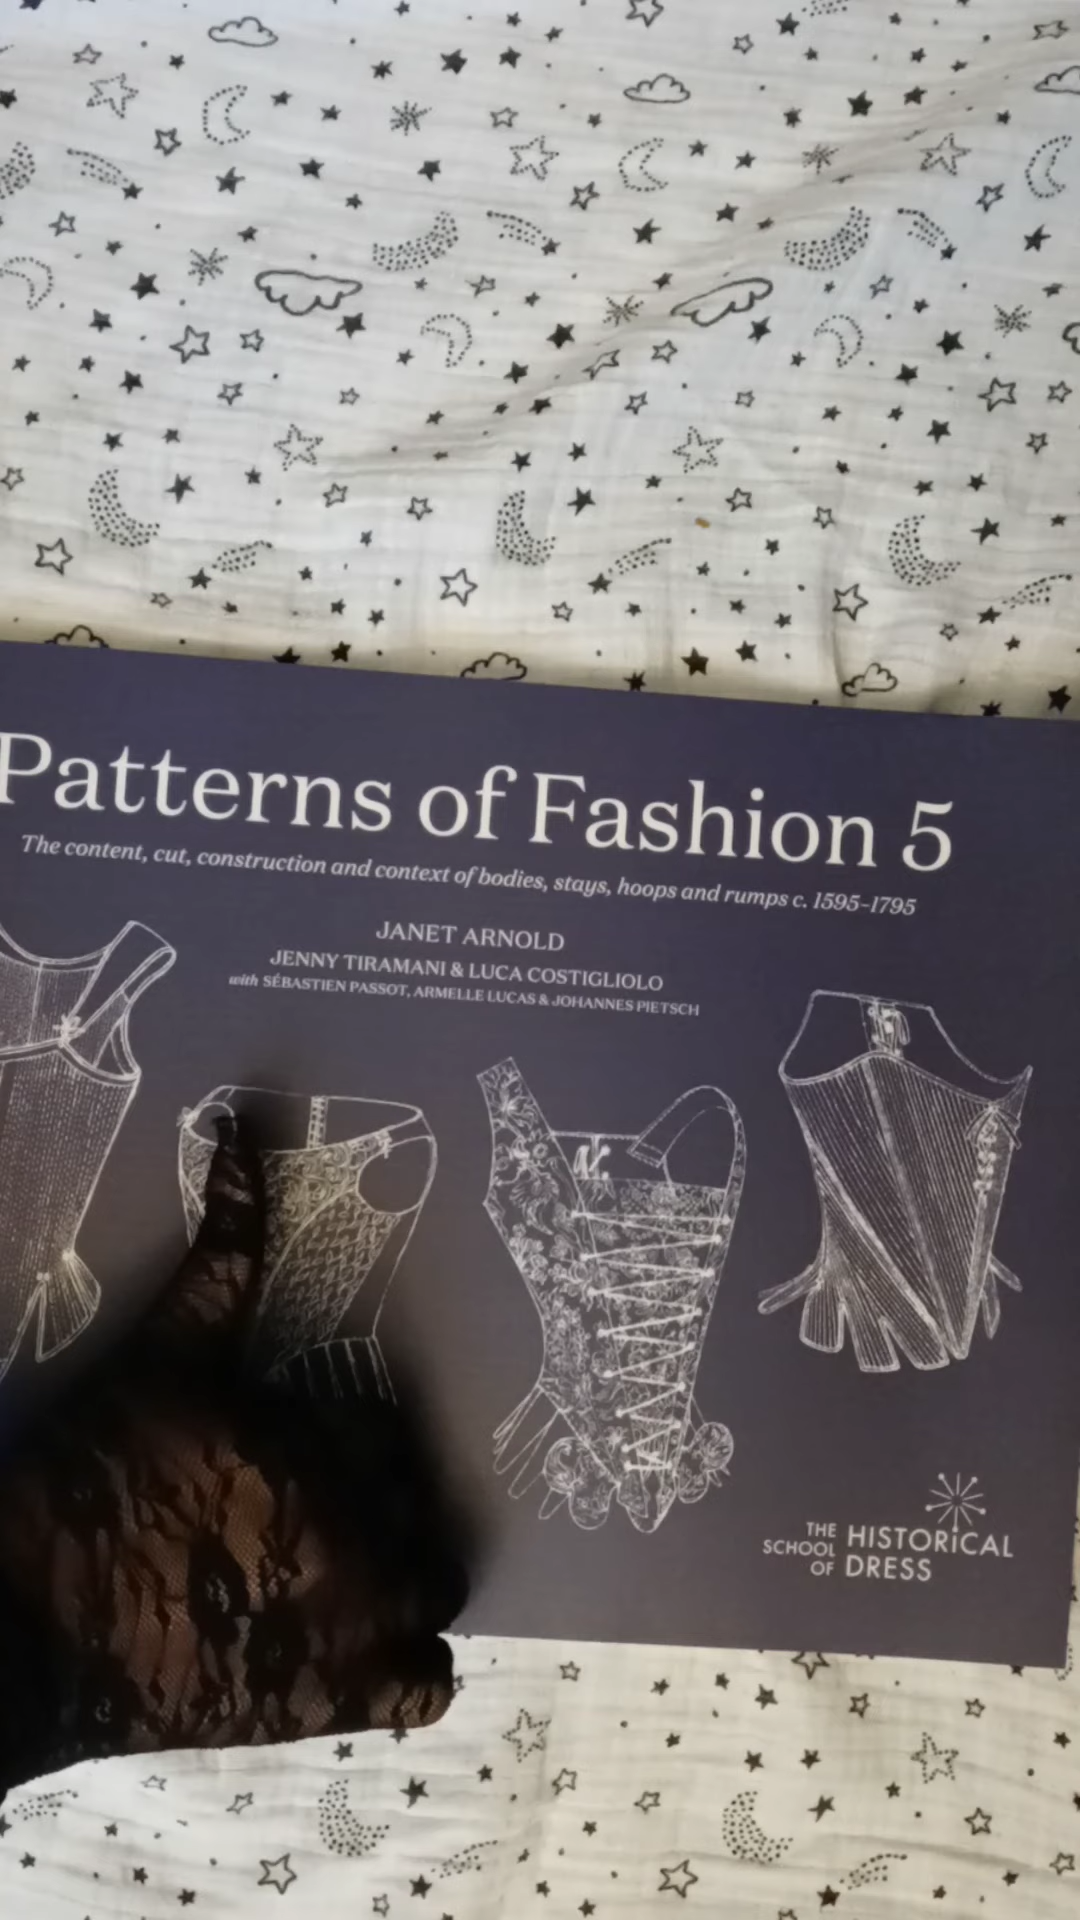 Patterns of Fashion 5
The content, cut, construction and context of bodies, stays, hoops and rumps c. 1595–1795
JANET ARNOLD
JENNY TIRAMANI & LUCA COSTIGLIOLO
with SÉBASTIEN PASSOT, ARMELLE LUCAS & JOHANNES PIETSCH
THE
SCHOOL
OF
HISTORICAL
DRESS